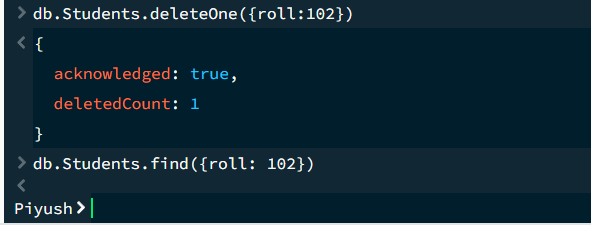 > db.Students.deleteOne({roll:102})
< {
acknowledged: true,
deletedCount: 1
}
> db.Students.find({roll: 102})
<
Piyush>